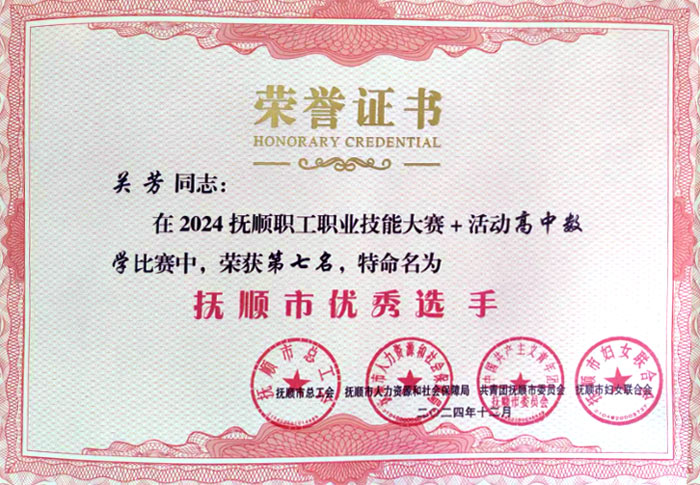 荣誉证书
HONORARY CREDENTIAL
关芳同志：
在2024抚顺职工职业技能大赛+活动高中数
学比赛中，荣获第七名，特命名为
抚顺市优秀选手
抚顺市总工会 抚顺市人力资源和社会保障局 共青团抚顺市委员会 抚顺市妇女联合会
二〇二四年十二月